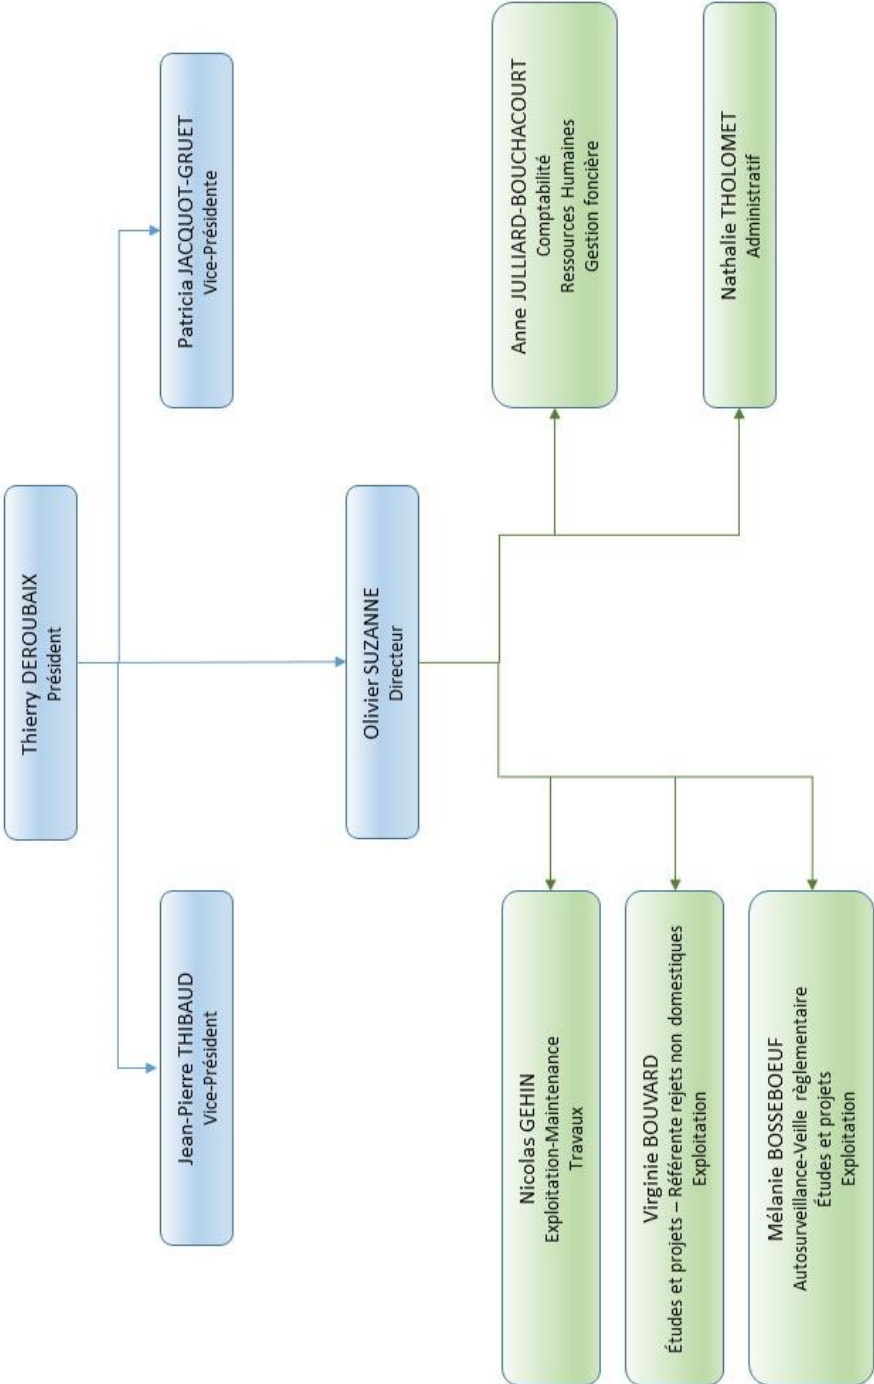 Thierry DEROUBAIX
Président
Jean-Pierre THIBAUD
Vice-Président
Patricia JACQUOT-GRUET
Vice-Présidente
Olivier SUZANNE
Directeur
Nicolas GEHIN
Exploitation-Maintenance
Travaux
Virginie BOUVARD
Études et projets – Référente rejets non domestiques
Exploitation
Mélanie BOSSEBOEUF
Autosurveillance-Veille règlementaire
Études et projets
Exploitation
Anne JULLIARD-BOUCHACOURT
Comptabilité
Ressources Humaines
Gestion foncière
Nathalie THOLOMET
Administratif